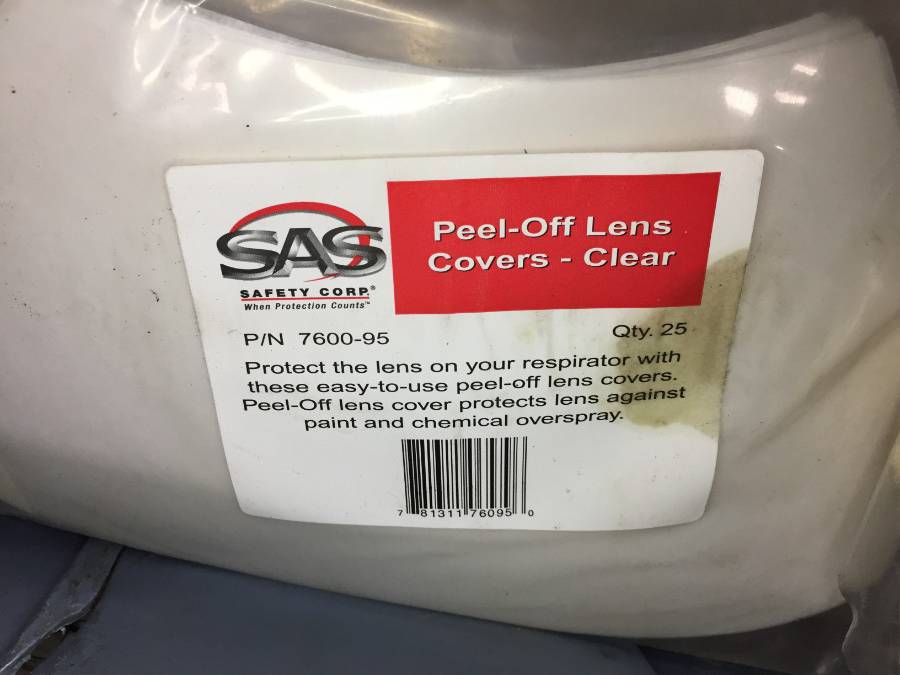 SAS
SAFETY CORP.®
When Protection Counts™
Peel-Off Lens
Covers - Clear
P/N 7600-95
Qty. 25
Protect the lens on your respirator with
these easy-to-use peel-off lens covers.
Peel-Off lens cover protects lens against
paint and chemical overspray.
7 81311 76095 0